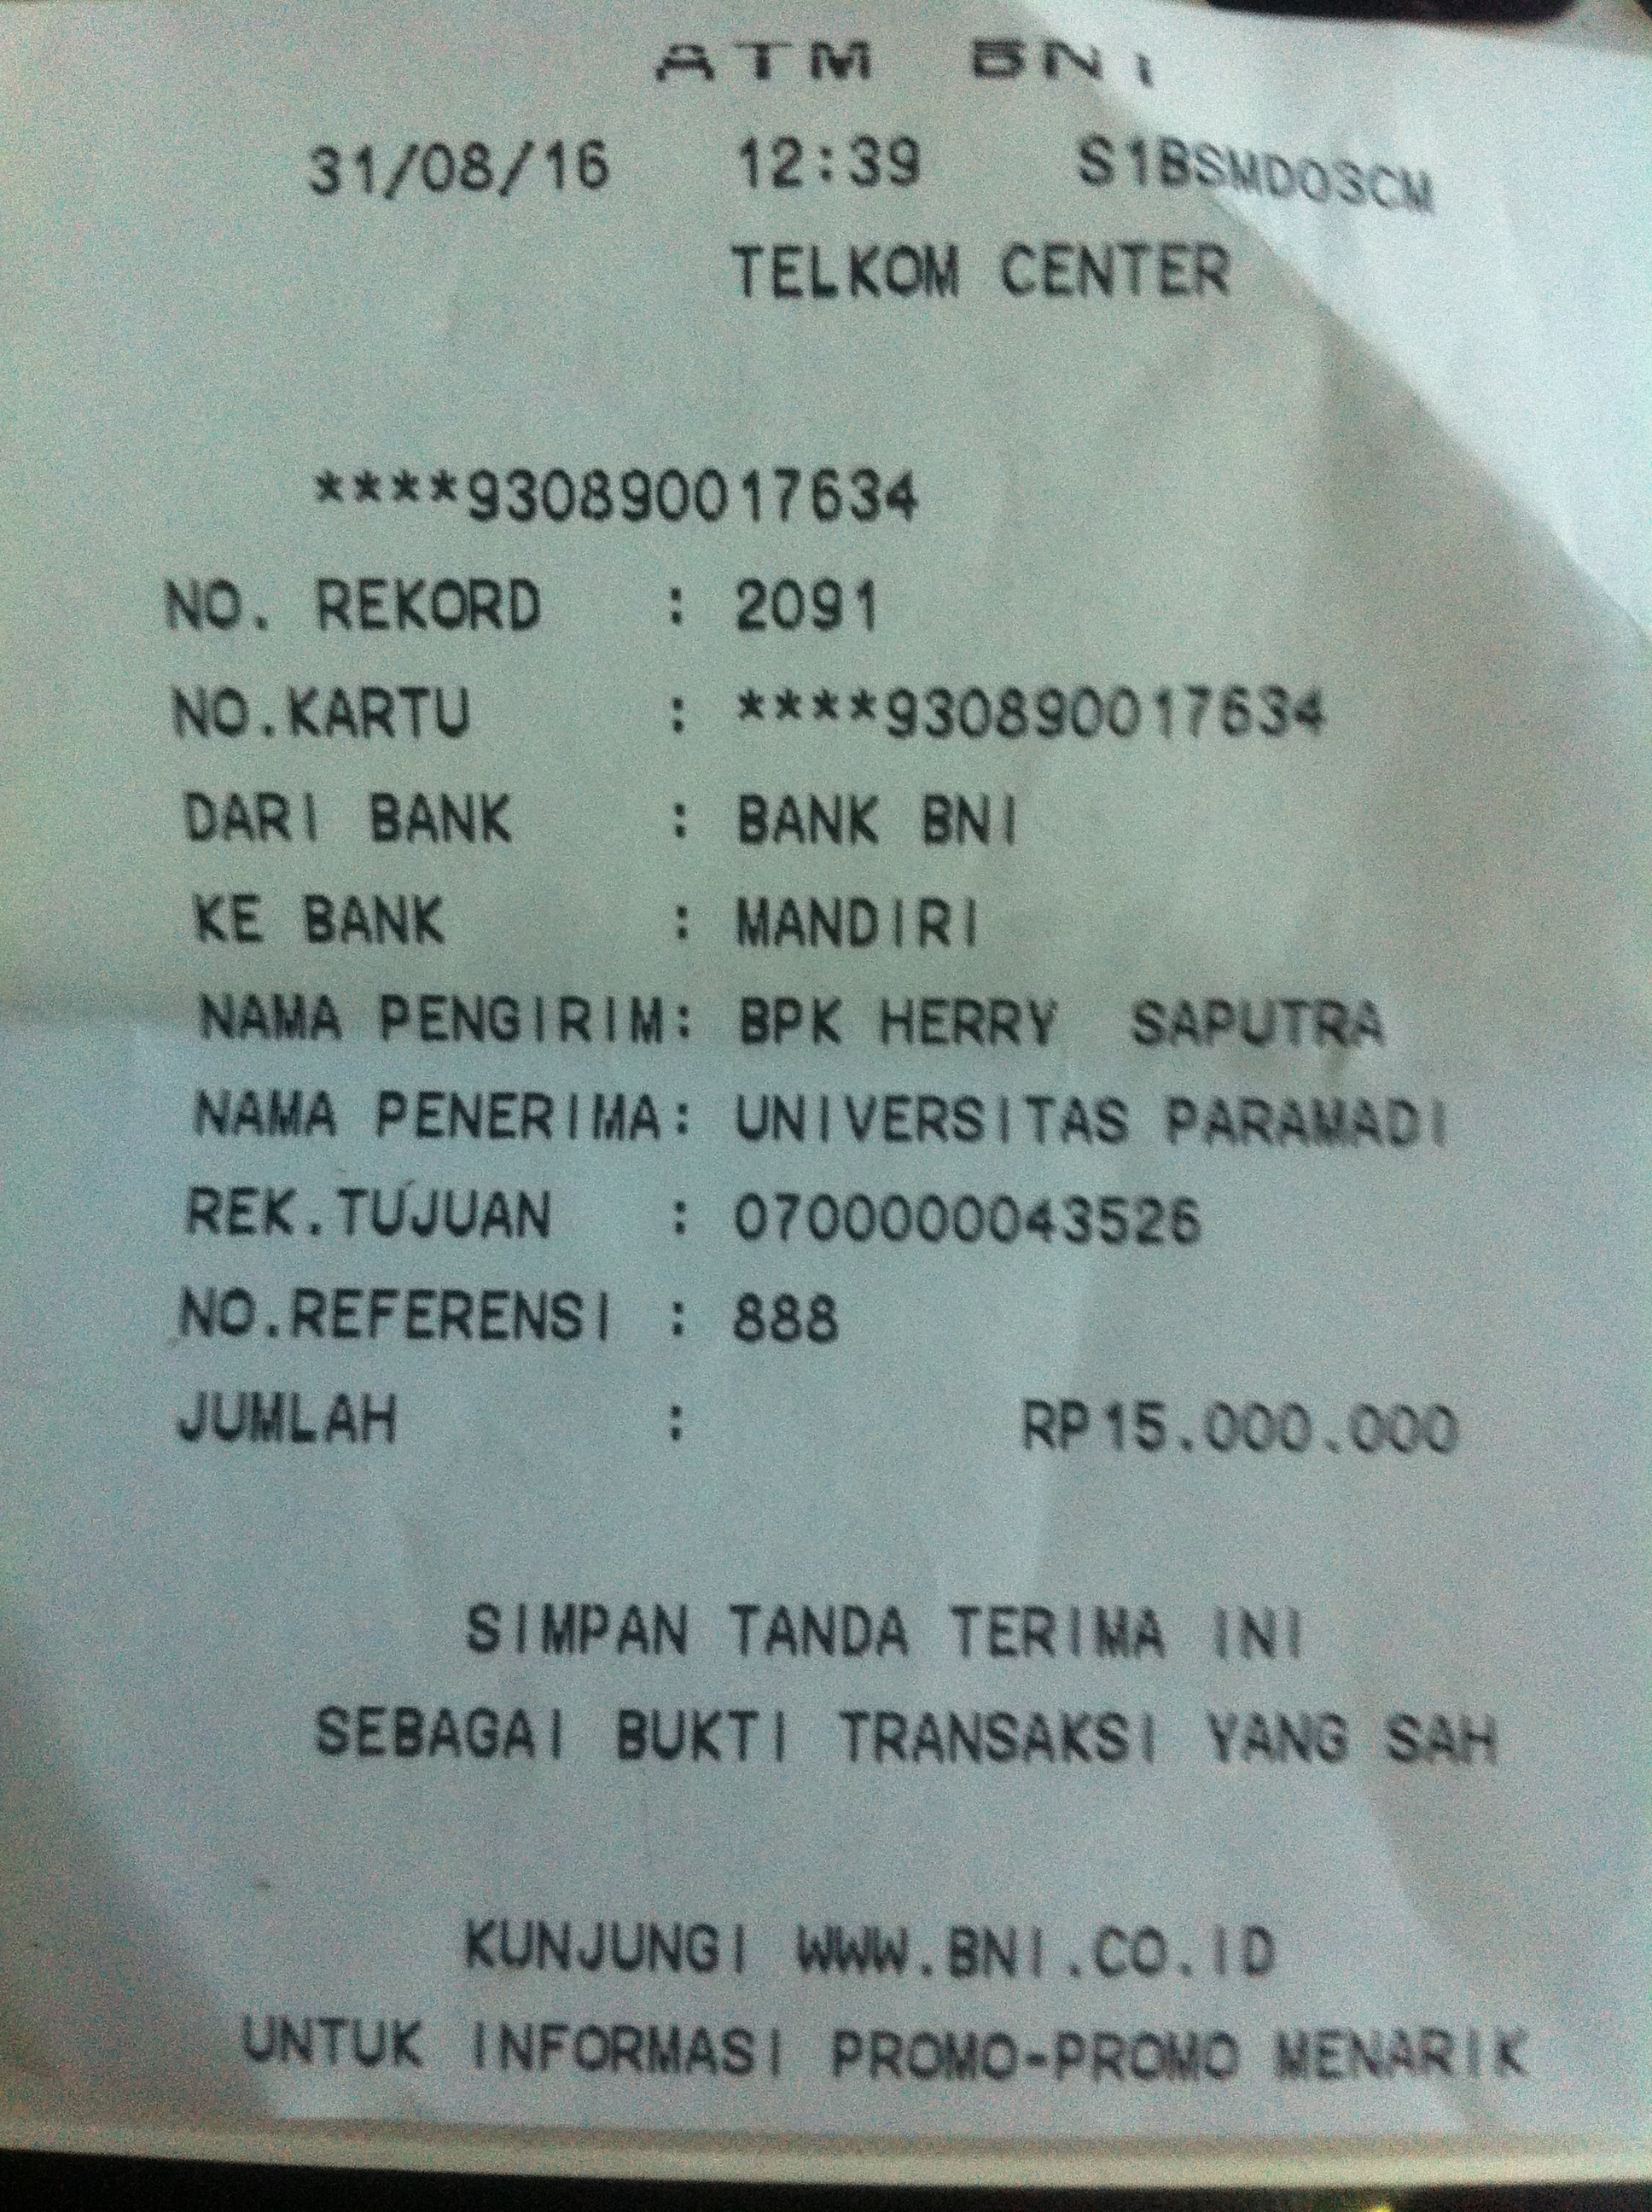 ATM BNI
31/08/16 12:39 S1BSMDO3CM
TELKOM CENTER
****930890017634
NO. REKORD : 2091
NO.KARTU : ****930890017634
DARI BANK : BANK BNI
KE BANK : MANDIRI
NAMA PENGIRIM: BPK HERRY SAPUTRA
NAMA PENERIMA: UNIVERSITAS PARAMADI
REK.TUJUAN : 0700000043526
NO.REFERENSI : 888
JUMLAH : RP15.000.000
SIMPAN TANDA TERIMA INI
SEBAGAI BUKTI TRANSAKSI YANG SAH
KUNJUNGI WWW.BNI.CO.ID
UNTUK INFORMASI PROMO-PROMO MENARIK